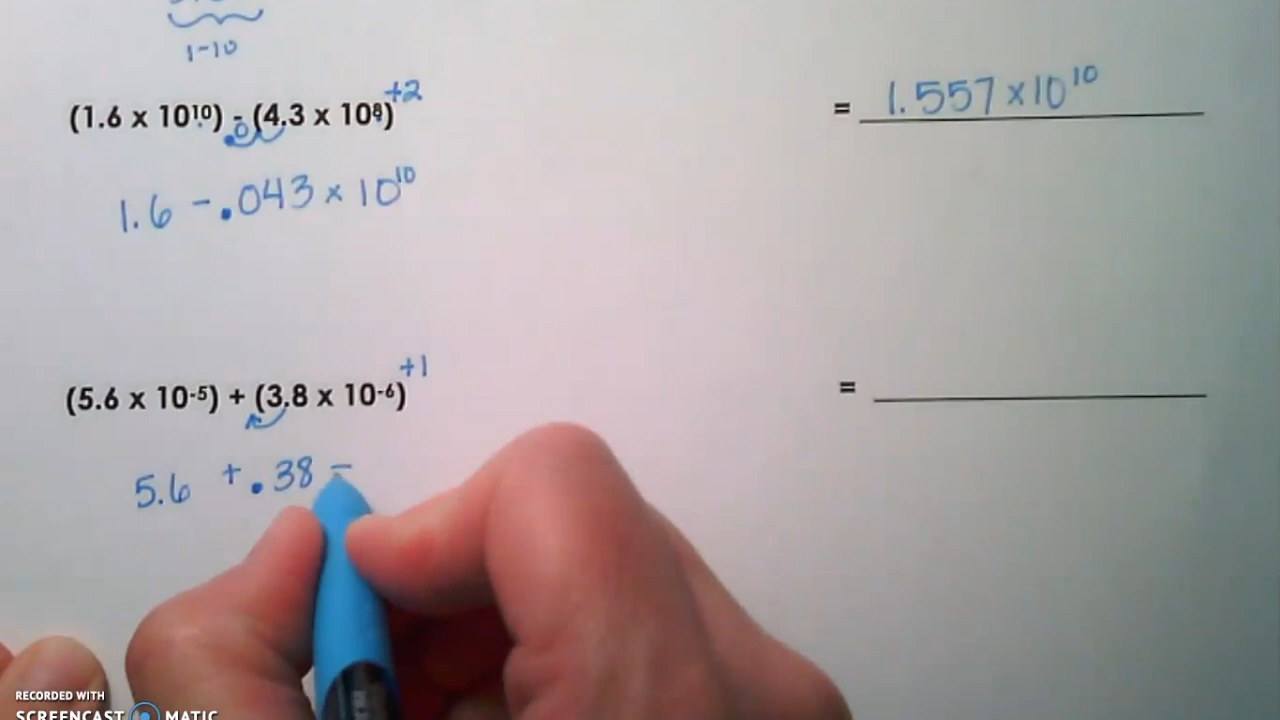 1-10
(1.6 x 10¹⁰) - (4.3 x 10⁸) +2 = 1.557 x 10¹⁰
0
1.6 - .043 x 10¹⁰
(5.6 x 10⁻⁵) + (3.8 x 10⁻⁶) +1 =
5.6 + .38 =
RECORDED WITH
SCREENCAST MATIC